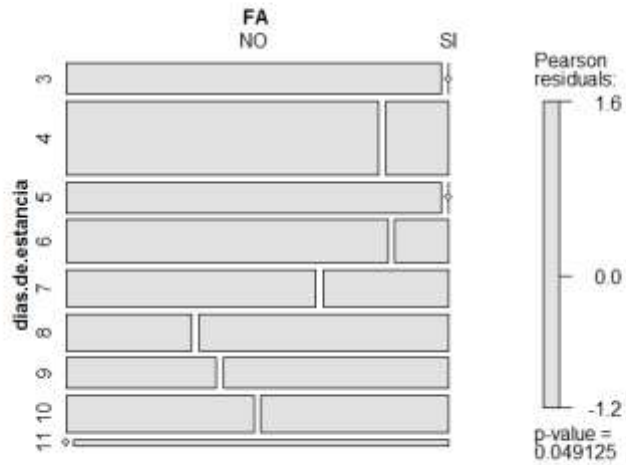 FA
NO SI
dias.de.estancia
3
4
5
6
7
8
9
10
11
Pearson
residuals:
1.6
0.0
-1.2
p-value =
0.049125